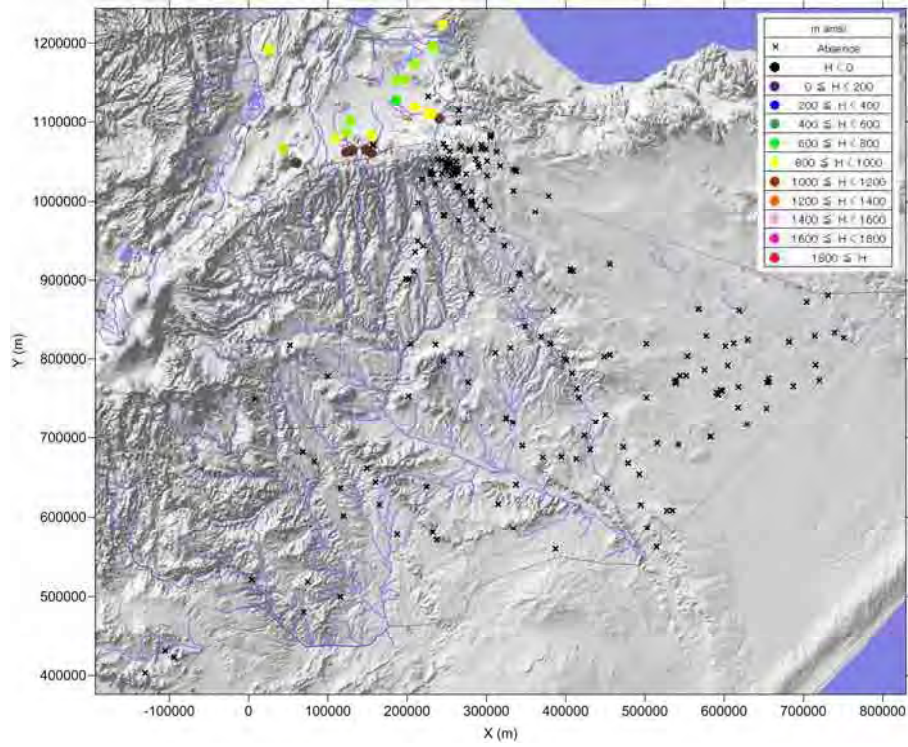 m amsl
Absence
H < 0
0 ≤ H < 200
200 ≤ H < 400
400 ≤ H < 600
600 ≤ H < 800
800 ≤ H < 1000
1000 ≤ H < 1200
1200 ≤ H < 1400
1400 ≤ H < 1600
1600 ≤ H < 1800
1800 ≤ H
1200000
1100000
1000000
900000
800000
700000
600000
500000
400000
Y (m)
-100000 0 100000 200000 300000 400000 500000 600000 700000 800000
X (m)